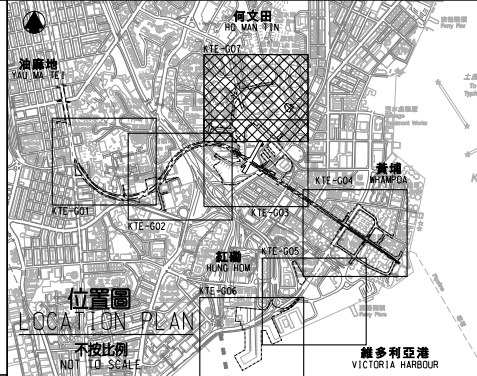 何文田
HO MAN TIN
油麻地
YAU MA TEI
KTE-G07
黃埔
WHAMPOA
KTE-G04
KTE-G01
KTE-G02
KTE-G03
紅磡
HUNG HOM
KTE-G05
KTE-G06
位置圖
LOCATION PLAN
不按比例
NOT TO SCALE
維多利亞港
VICTORIA HARBOUR